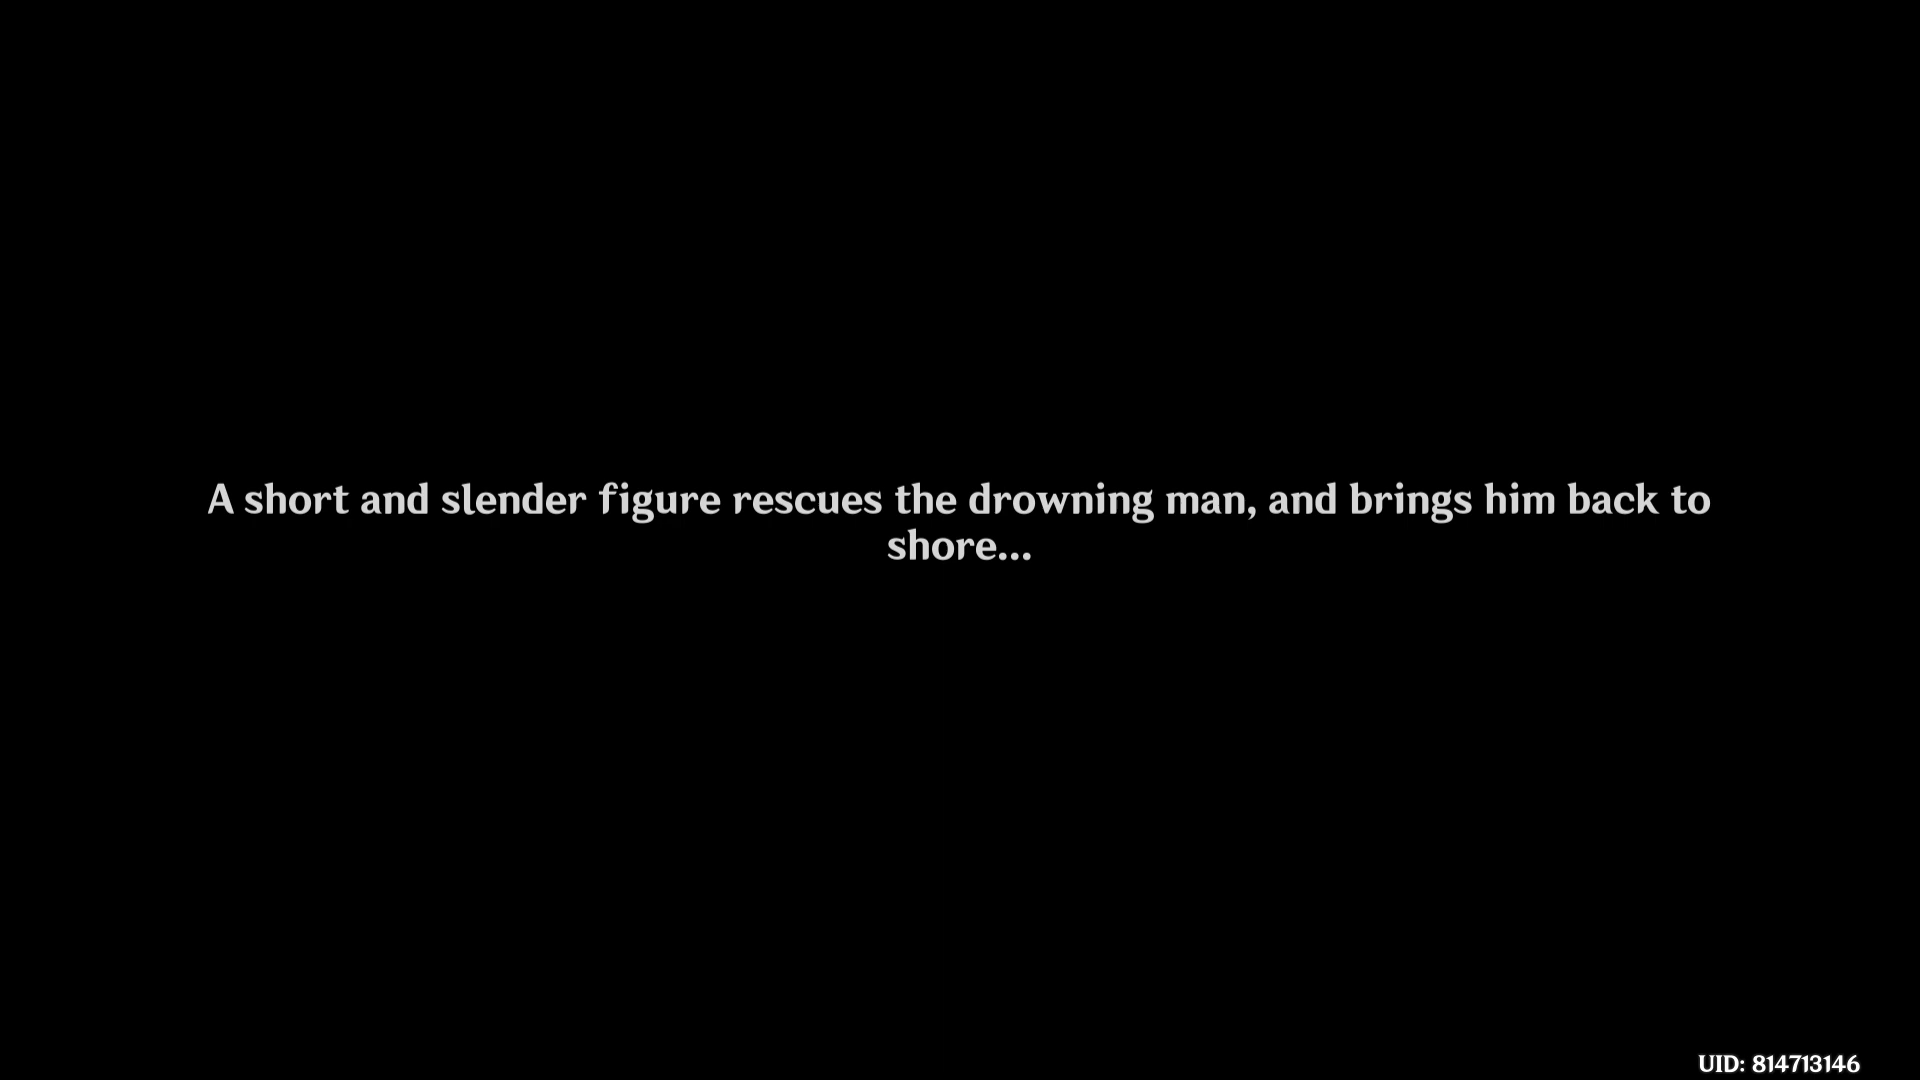 A short and slender figure rescues the drowning man, and brings him back to
shore...
UID: 814713146